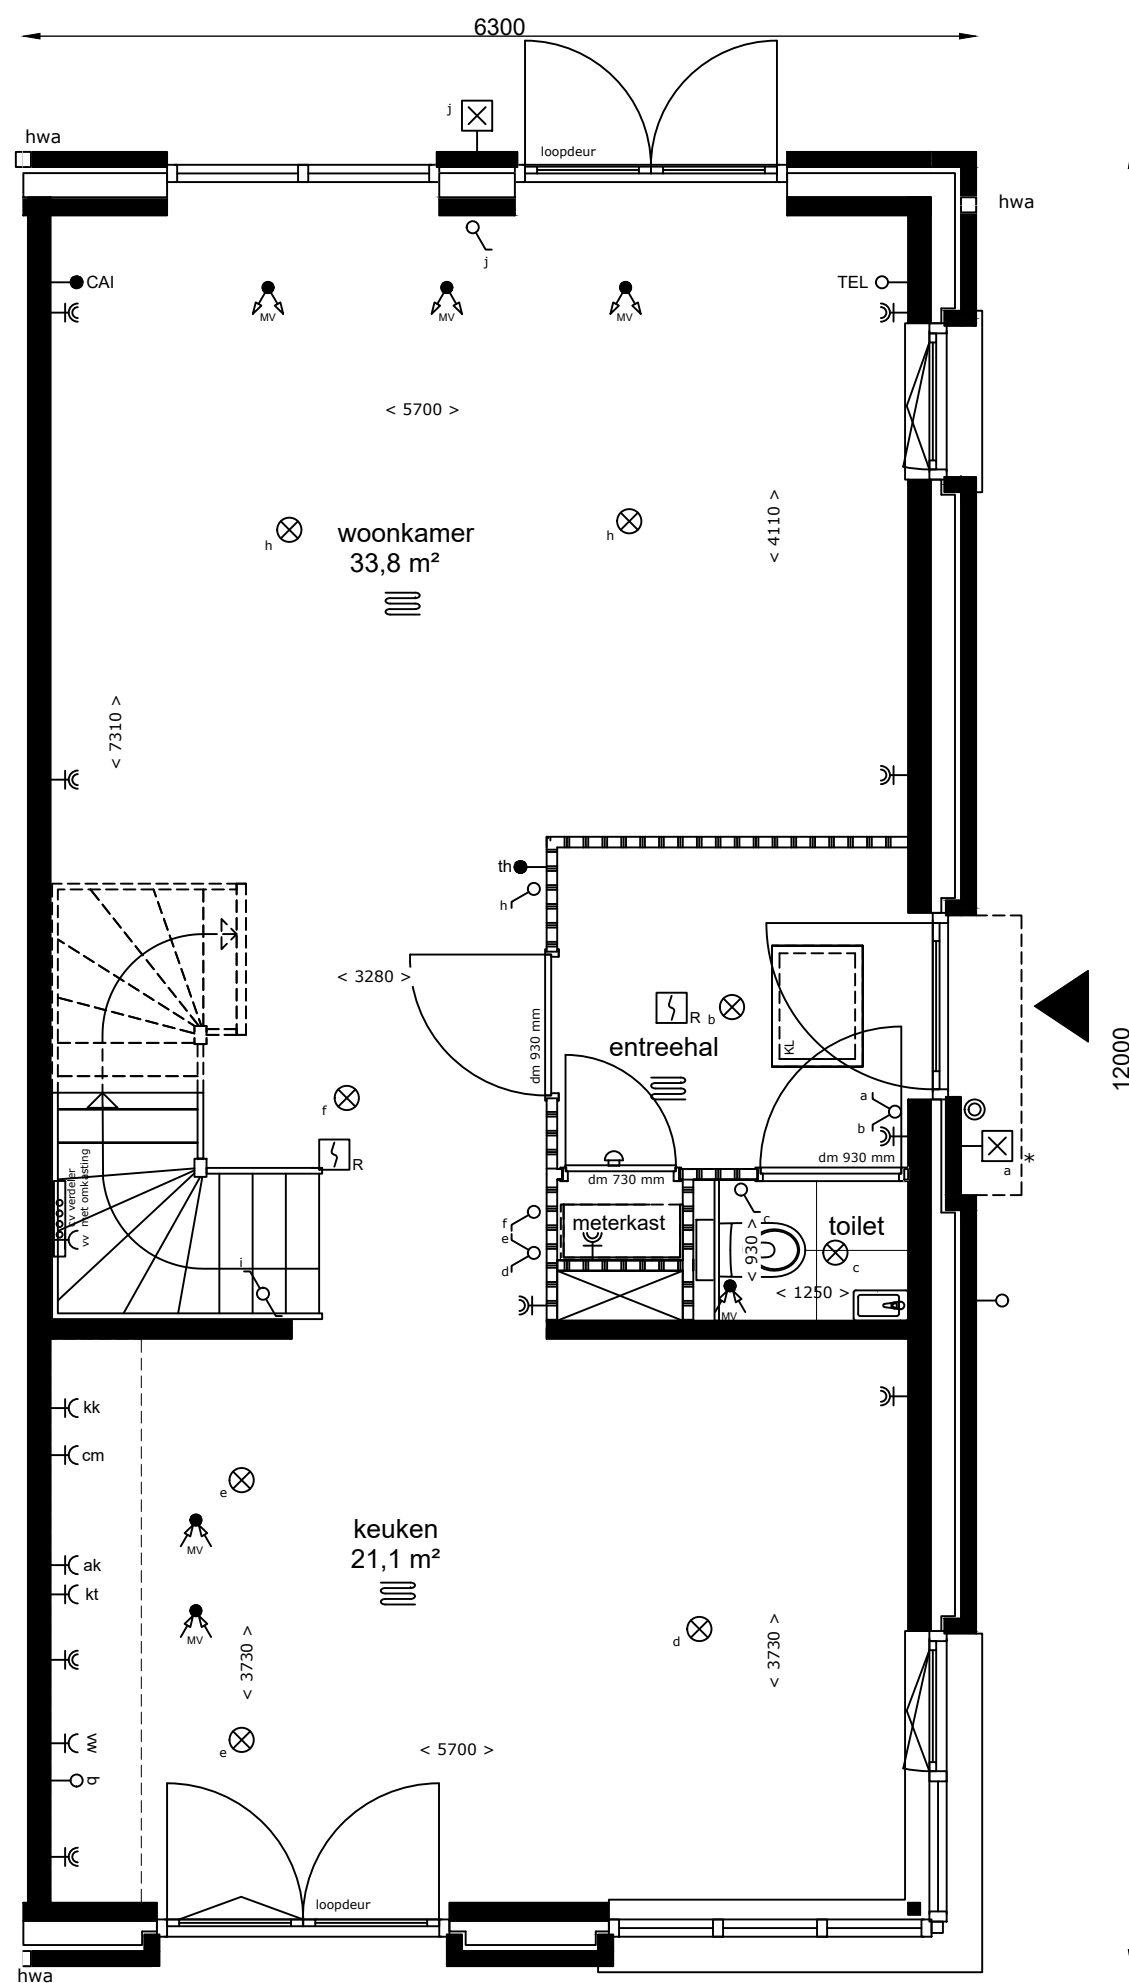 6300
j
hwa
loopdeur
hwa
j
CAI
TEL
MV
MV
MV
< 5700 >
h
woonkamer
33,8 m²
h
< 4110 >
< 7310 >
th
h
< 3280 >
dm 930 mm
R
b
entreehal
KL
12000
f
R
a
b
dm 930 mm
dm 730 mm
a
*
cv verdeler
met omkasting
vv
f
e
d
meterkast
c
< 930 >
toilet
c
< 1250 >
MV
i
kk
cm
e
MV
keuken
21,1 m²
ak
kt
MV
< 3730 >
d
< 3730 >
vw
q
e
< 5700 >
loopdeur
hwa